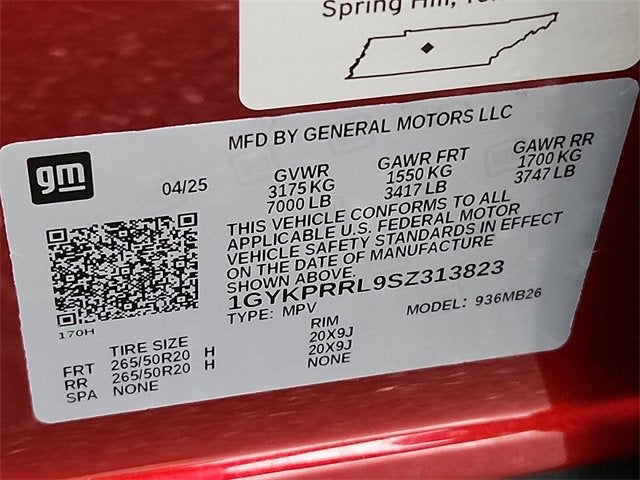 Spring Hill,
MFD BY GENERAL MOTORS LLC
gm
04/25
GVWR
3175 KG
7000 LB
GAWR FRT
1550 KG
3417 LB
GAWR RR
1700 KG
3747 LB
THIS VEHICLE CONFORMS TO ALL
APPLICABLE U.S. FEDERAL MOTOR
VEHICLE SAFETY STANDARDS IN EFFECT
ON THE DATE OF MANUFACTURE
SHOWN ABOVE.
1GYKPRRL9SZ313823
TYPE: MPV
MODEL: 936MB26
170H
TIRE SIZE
RIM
FRT 265/50R20 H 20X9J
RR 265/50R20 H 20X9J
SPA NONE NONE